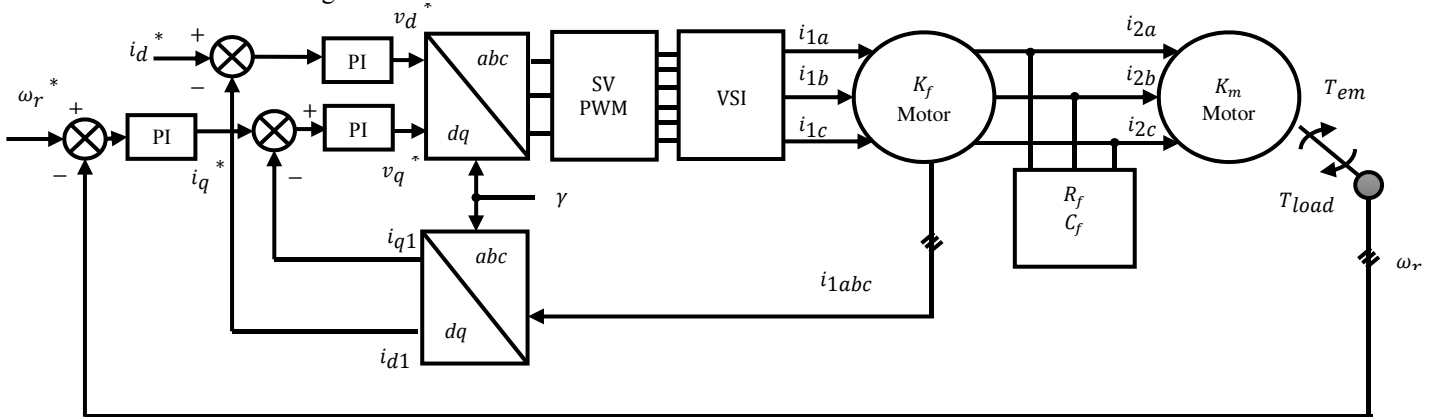 v_d^*
i_d^*
+
−
PI
ω_r^*
+
−
PI
i_q^*
+
−
PI
v_q^*
abc
dq
SV
PWM
VSI
i_1a
i_1b
i_1c
K_f
Motor
i_2a
i_2b
i_2c
K_m
Motor
T_em
T_load
R_f
C_f
γ
i_q1
abc
dq
i_d1
i_1abc
ω_r